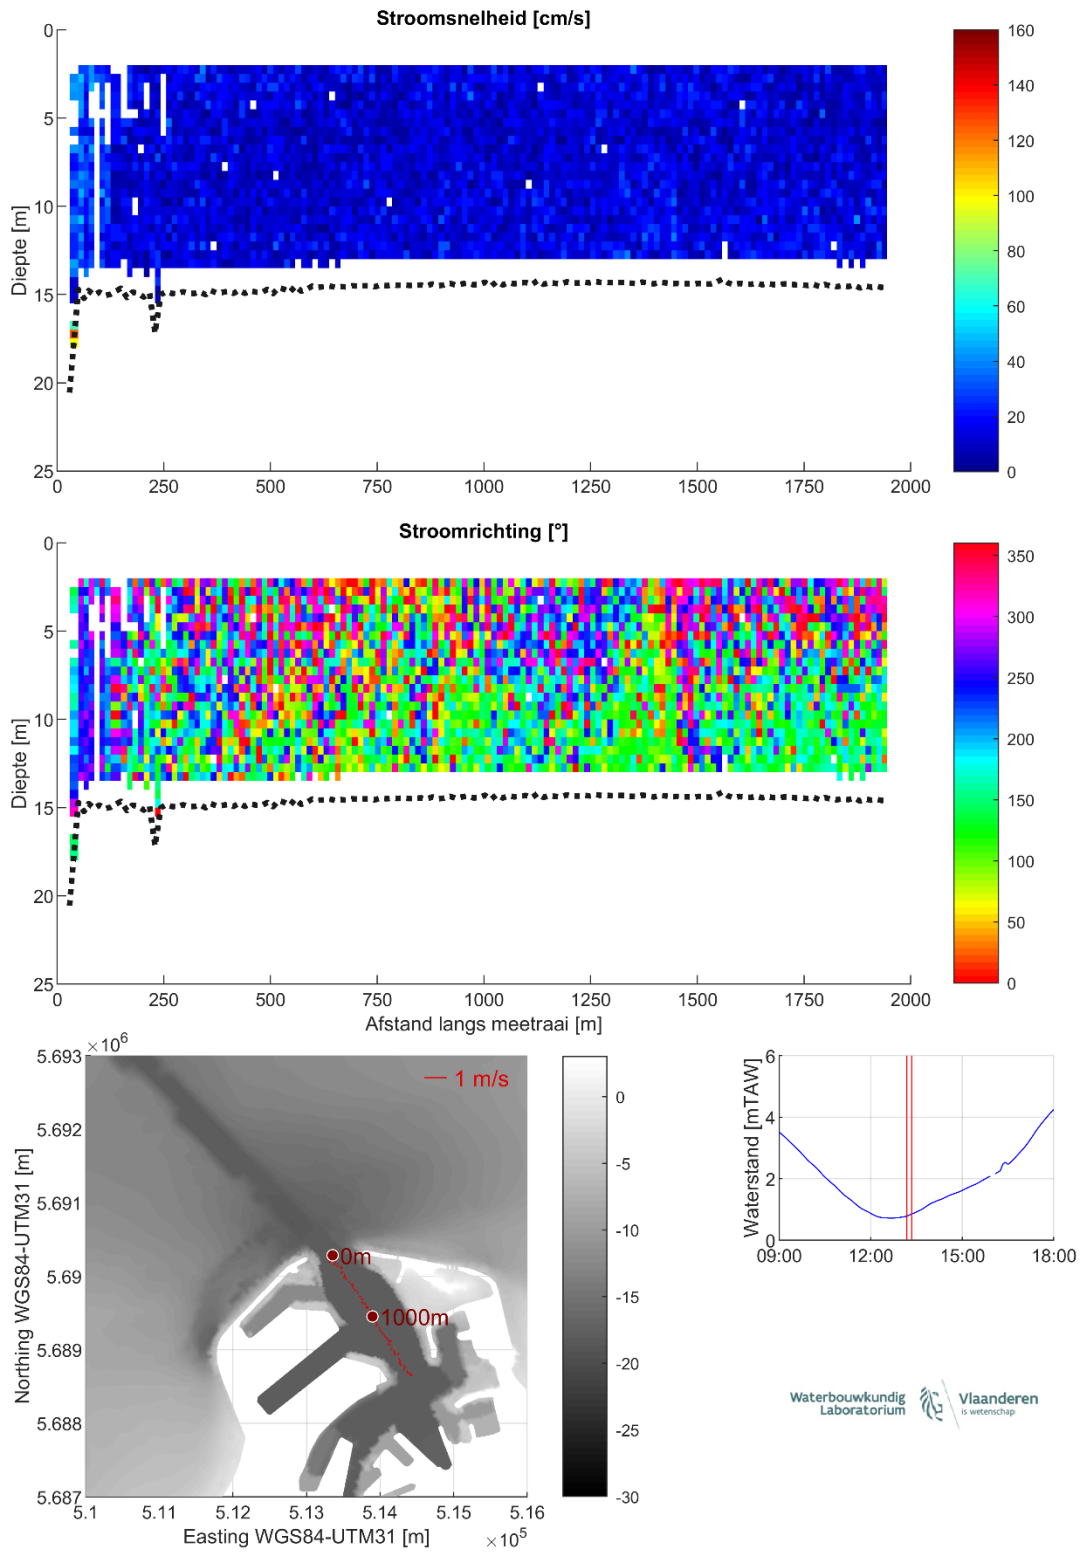 Stroomsnelheid [cm/s]
Diepte [m]
0
5
10
15
20
25
0 250 500 750 1000 1250 1500 1750 2000
160
140
120
100
80
60
40
20
0
Stroomrichting [°]
Diepte [m]
0
5
10
15
20
25
0 250 500 750 1000 1250 1500 1750 2000
Afstand langs meetraai [m]
350
300
250
200
150
100
50
0
×10⁶
5.693
5.692
5.691
5.69
5.689
5.688
5.687
Northing WGS84-UTM31 [m]
1 m/s
0m
1000m
5.1 5.12 5.13 5.14 5.15 5.16
Easting WGS84-UTM31 [m]
×10⁵
0
-5
-10
-15
-20
-25
-30
Waterstand [mTAW]
6
4
2
0
09:00 12:00 15:00 18:00
Waterbouwkundig
Laboratorium
Vlaanderen
is wetenschap